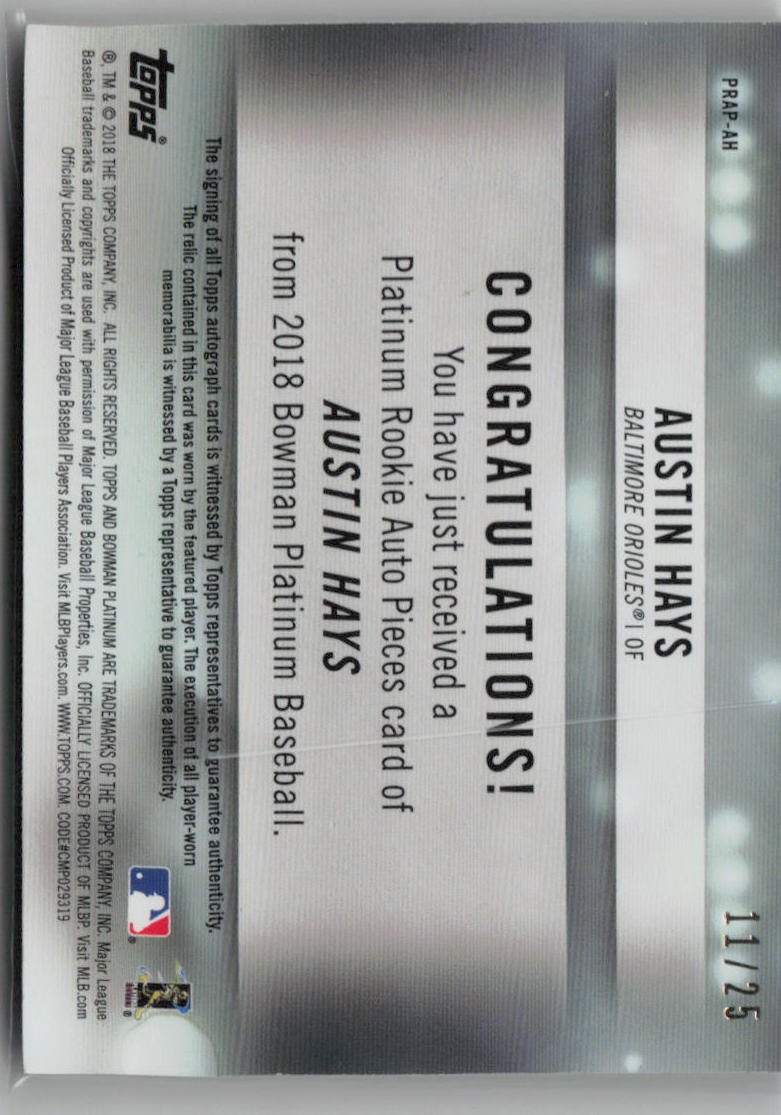 PRAP-AH
11/25
AUSTIN HAYS
BALTIMORE ORIOLES® | OF
CONGRATULATIONS!
You have just received a
Platinum Rookie Auto Pieces card of
AUSTIN HAYS
from 2018 Bowman Platinum Baseball.
The signing of all Topps autograph cards is witnessed by Topps representatives to guarantee authenticity.
The relic contained in this card was worn by the featured player. The execution of all player-worn
memorabilia is witnessed by a Topps representative to guarantee authenticity.
topps®
®, TM & © 2018 THE TOPPS COMPANY, INC. ALL RIGHTS RESERVED. TOPPS AND BOWMAN PLATINUM ARE TRADEMARKS OF THE TOPPS COMPANY, INC. Major League
Baseball trademarks and copyrights are used with permission of Major League Baseball Properties, Inc. OFFICIALLY LICENSED PRODUCT OF MLBP. Visit MLB.com
Officially Licensed Product of Major League Baseball Players Association. Visit MLBPlayers.com. WWW.TOPPS.COM. CODE#CMP029319